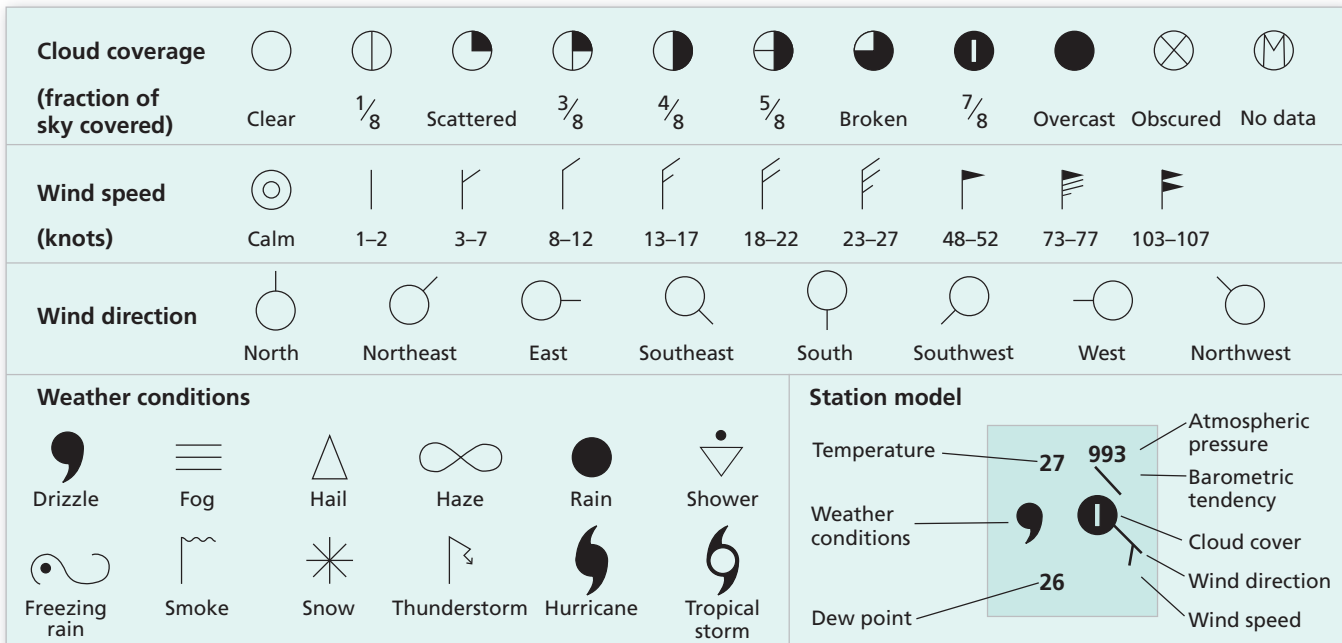 Cloud coverage
(fraction of
sky covered)
Clear
1/8
Scattered
3/8
4/8
5/8
Broken
7/8
Overcast
Obscured
No data
Wind speed
(knots)
Calm
1–2
3–7
8–12
13–17
18–22
23–27
48–52
73–77
103–107
Wind direction
North
Northeast
East
Southeast
South
Southwest
West
Northwest
Weather conditions
Drizzle
Fog
Hail
Haze
Rain
Shower
Freezing
rain
Smoke
Snow
Thunderstorm
Hurricane
Tropical
storm
Station model
Temperature
27
993
Atmospheric
pressure
Barometric
tendency
Weather
conditions
Cloud cover
Wind direction
Dew point
26
Wind speed